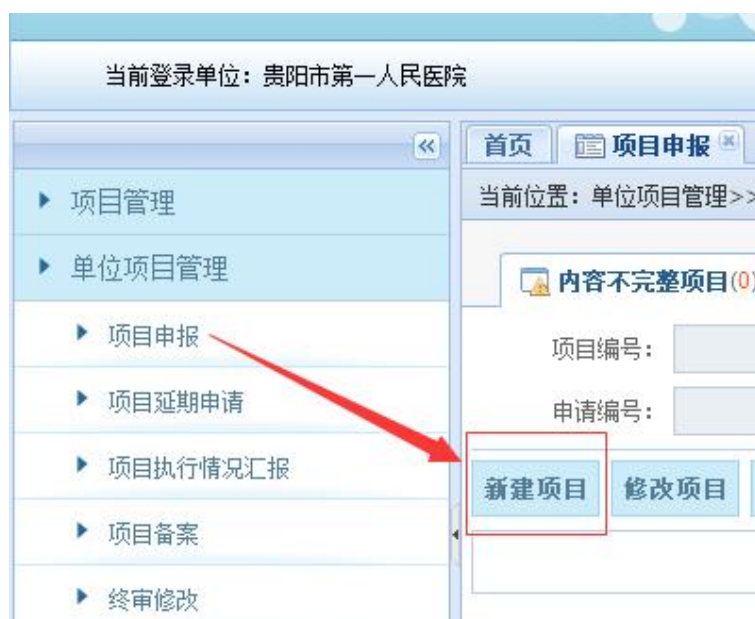 当前登录单位：贵阳市第一人民医院
首页 项目申报
项目管理
当前位置：单位项目管理>>
单位项目管理
内容不完整项目(0)
项目申报
项目编号：
项目延期申请
申请编号：
项目执行情况汇报
新建项目 修改项目
项目备案
终审修改